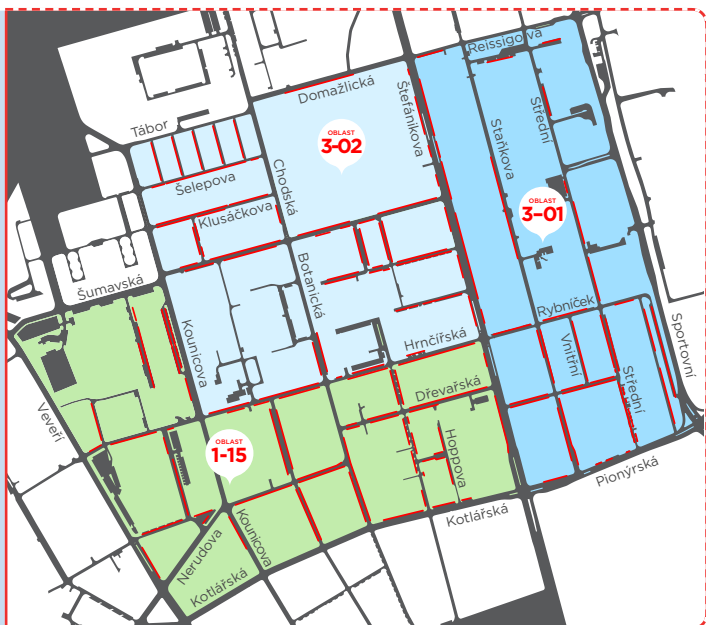 Reissigova
Domažlická
Štefánikova
Střední
Tábor
OBLAST
3-02
Staňkova
Šelepova
Chodská
OBLAST
3-01
Klusáčkova
Botanická
Šumavská
Rybníček
Kounicova
Hrnčířská
Vnitřní
Sportovní
Dřevařská
Střední
Veveří
OBLAST
1-15
Hoppova
Pionýrská
Kotlářská
Kounicova
Nerudova
Kotlářská